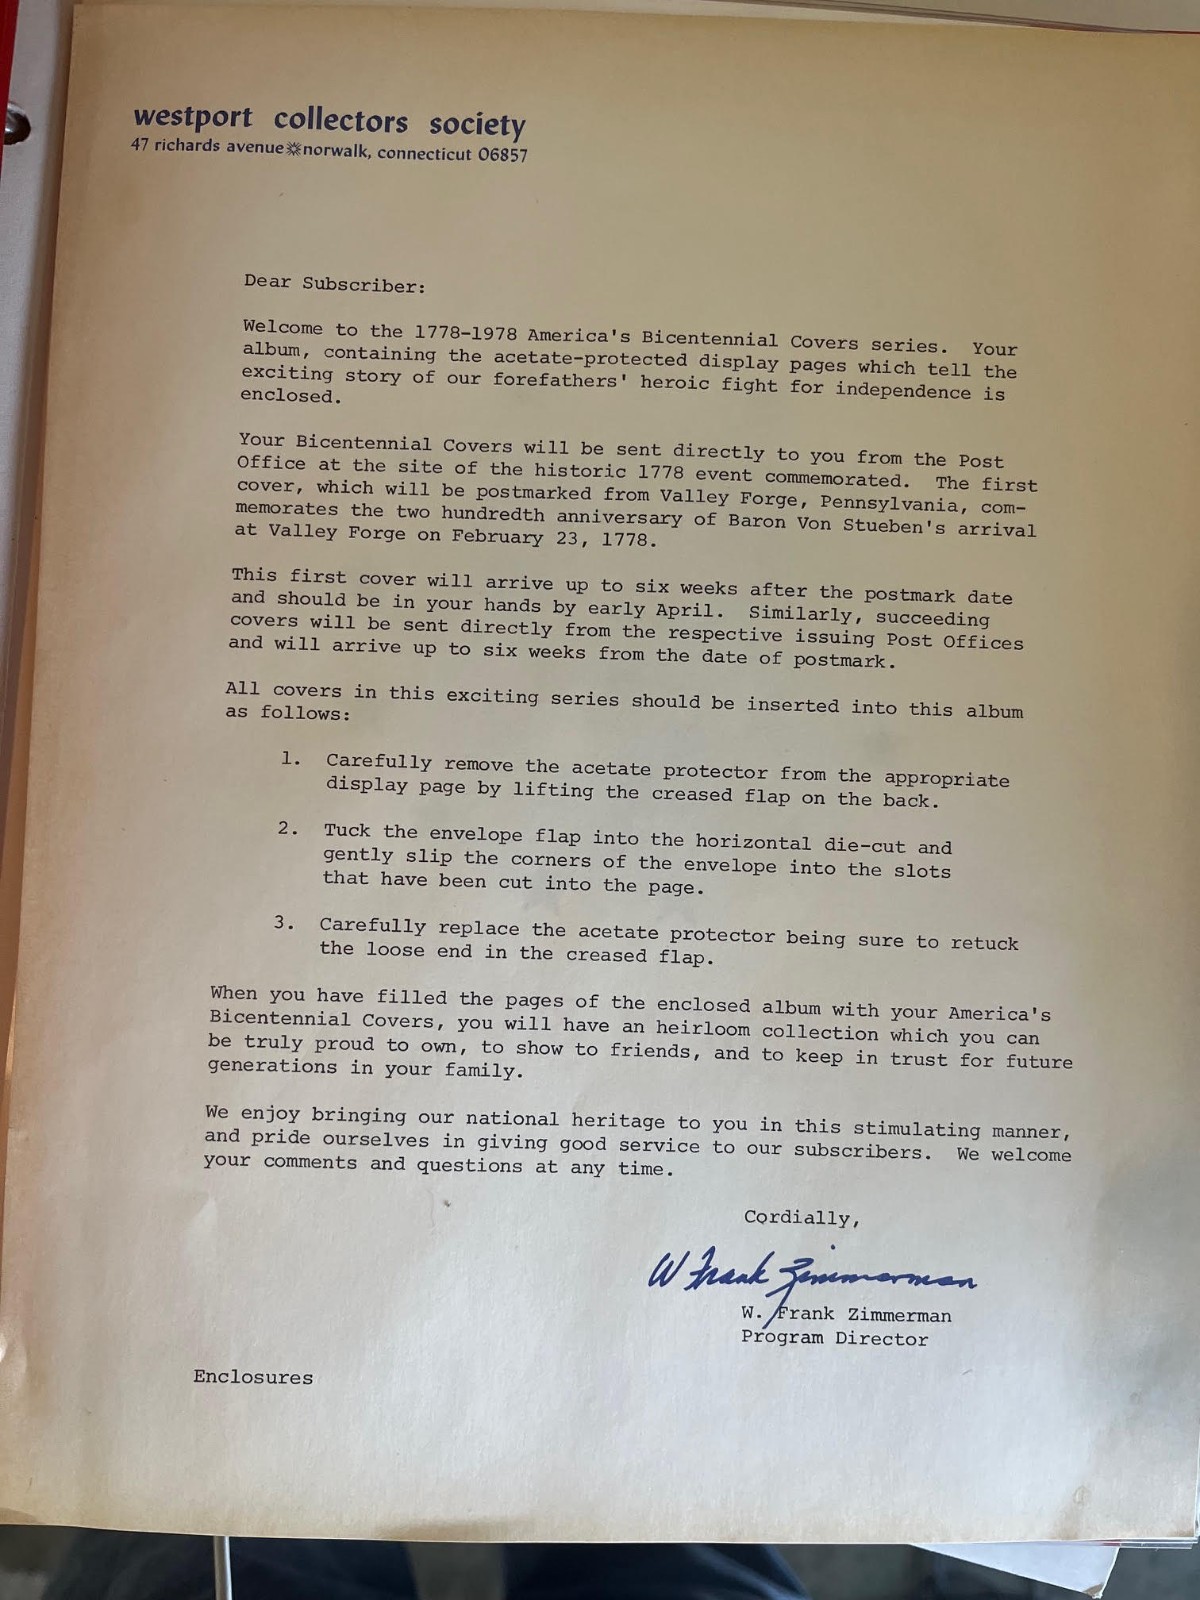 westport collectors society
47 richards avenue☼norwalk, connecticut 06857
Dear Subscriber:
Welcome to the 1778-1978 America's Bicentennial Covers series.  Your
album, containing the acetate-protected display pages which tell the
exciting story of our forefathers' heroic fight for independence is
enclosed.
Your Bicentennial Covers will be sent directly to you from the Post
Office at the site of the historic 1778 event commemorated.  The first
cover, which will be postmarked from Valley Forge, Pennsylvania, com-
memorates the two hundredth anniversary of Baron Von Stueben's arrival
at Valley Forge on February 23, 1778.
This first cover will arrive up to six weeks after the postmark date
and should be in your hands by early April.  Similarly, succeeding
covers will be sent directly from the respective issuing Post Offices
and will arrive up to six weeks from the date of postmark.
All covers in this exciting series should be inserted into this album
as follows:
1. Carefully remove the acetate protector from the appropriate
display page by lifting the creased flap on the back.
2. Tuck the envelope flap into the horizontal die-cut and
gently slip the corners of the envelope into the slots
that have been cut into the page.
3. Carefully replace the acetate protector being sure to retuck
the loose end in the creased flap.
When you have filled the pages of the enclosed album with your America's
Bicentennial Covers, you will have an heirloom collection which you can
be truly proud to own, to show to friends, and to keep in trust for future
generations in your family.
We enjoy bringing our national heritage to you in this stimulating manner,
and pride ourselves in giving good service to our subscribers.  We welcome
your comments and questions at any time.
Cordially,
W Frank Zimmerman
W. Frank Zimmerman
Program Director
Enclosures